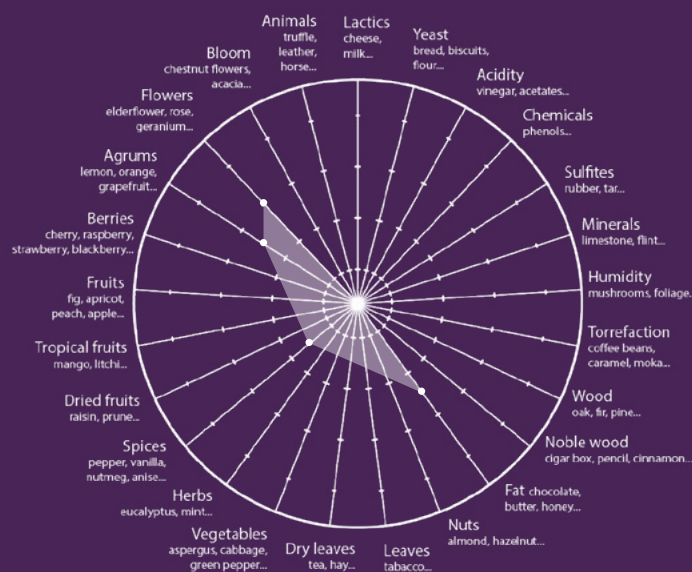 Lactics
cheese,
milk...
Yeast
bread, biscuits,
flour...
Acidity
vinegar, acetates...
Chemicals
phenols...
Sulfites
rubber, tar...
Minerals
limestone, flint...
Humidity
mushrooms, foliage.
Torrefaction
coffee beans,
caramel, moka...
Wood
oak, fir, pine...
Noble wood
cigar box, pencil, cinnamon...
Fat chocolate,
butter, honey...
Nuts
almond, hazelnut...
Leaves
tabacco...
Dry leaves
tea, hay...
Vegetables
aspergus, cabbage,
green pepper...
Herbs
eucalyptus, mint...
Spices
pepper, vanilla,
nutmeg, anise...
Dried fruits
raisin, prune...
Tropical fruits
mango, litchi...
Fruits
fig, apricot,
peach, apple...
Berries
cherry, raspberry,
strawberry, blackberry...
Agrums
lemon, orange,
grapefruit...
Flowers
elderflower, rose,
geranium...
Bloom
chestnut flowers,
acacia...
Animals
truffle,
leather,
horse...